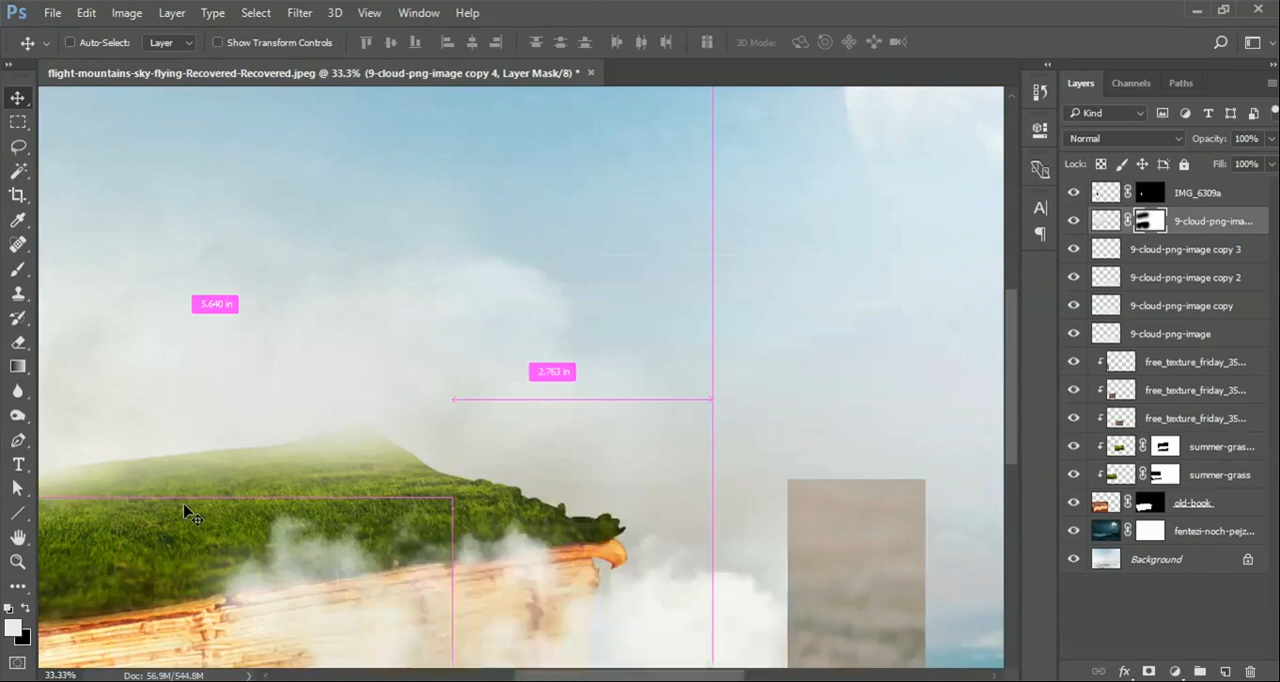 Ps File Edit Image Layer Type Select Filter 3D View Window Help
Auto-Select: Layer Show Transform Controls 3D Mode:
flight-mountains-sky-flying-Recovered-Recovered.jpeg @ 33.3% (9-cloud-png-image copy 4, Layer Mask/8) *
Layers Channels Paths
Kind
Normal Opacity: 100%
Lock: Fill: 100%
IMG_6309a
9-cloud-png-ima...
9-cloud-png-image copy 3
9-cloud-png-image copy 2
9-cloud-png-image copy
9-cloud-png-image
free_texture_friday_35...
free_texture_friday_35...
free_texture_friday_35...
summer-gras...
summer-grass
old-book
fentezi-noch-pejz...
Background
5.640 in
2.763 in
33.33% Doc: 56.9M/544.8M